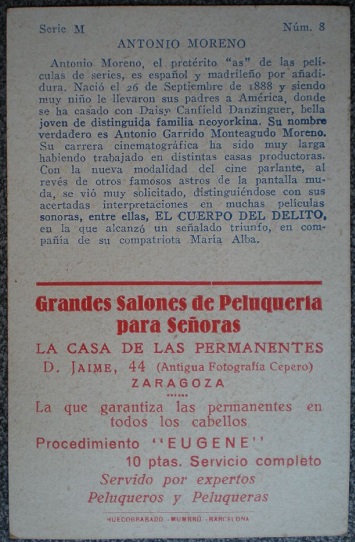 Serie M Núm. 8
ANTONIO MORENO
Antonio Moreno, el pretérito "as" de las pelí-
culas de series, es español y madrileño por añadi-
dura. Nació el 26 de Septiembre de 1888 y siendo
muy niño le llevaron sus padres a América, donde
se ha casado con Daisy Canfield Danzinguer, bella
joven de distinguida familia neoyorkina. Su nombre
verdadero es Antonio Garrido Monteagudo Moreno.
Su carrera cinematográfica ha sido muy larga
habiendo trabajado en distintas casas productoras.
Con la nueva modalidad del cine parlante, al
revés de otros famosos astros de la pantalla mu-
da, se vió muy solicitado, distinguiéndose con sus
acertadas interpretaciones en muchas películas
sonoras, entre ellas, EL CUERPO DEL DELITO,
en la que alcanzó un señalado triunfo, en com-
pañía de su compatriota María Alba.
Grandes Salones de Peluquería
para Señoras
LA CASA DE LAS PERMANENTES
D. JAIME, 44 (Antigua Fotografía Cepero)
ZARAGOZA
La que garantiza las permanentes en
todos los cabellos
Procedimiento "EUGENE"
10 ptas. Servicio completo
Servido por expertos
Peluqueros y Peluqueras
HUECOGRABADO - MUMBRÚ - BARCELONA